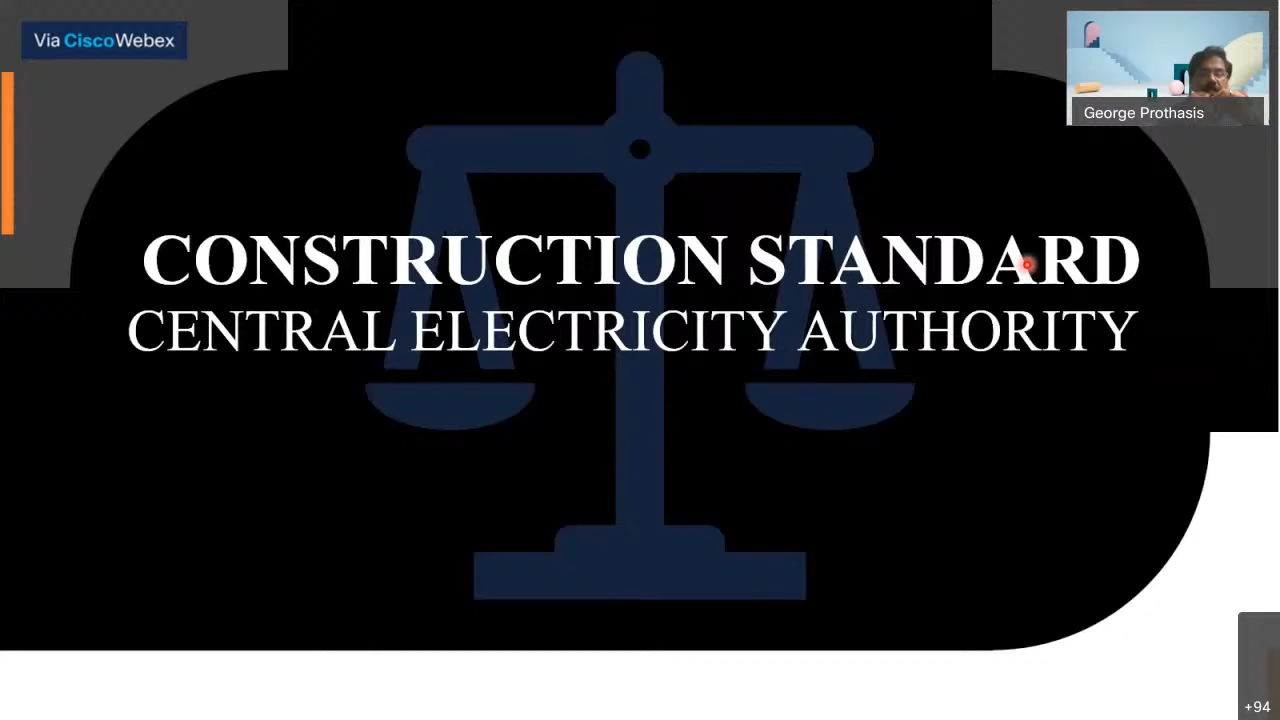 Via CiscoWebex
George Prothasis
CONSTRUCTION STANDARD
CENTRAL ELECTRICITY AUTHORITY
+94